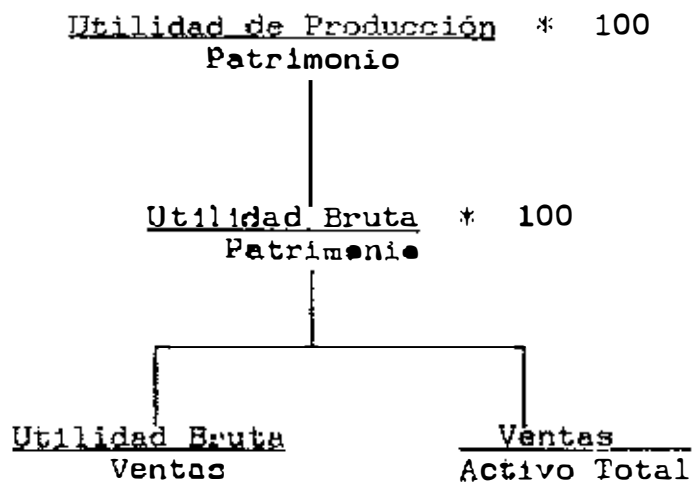 Utilidad de Producción * 100
Patrimonio
Utilidad Bruta * 100
Patrimonio
Utilidad Bruta Ventas
Ventas Activo Total